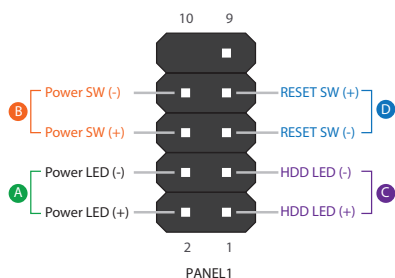 10 9
Power SW (-) RESET SW (+)
B D
Power SW (+) RESET SW (-)
Power LED (-) HDD LED (-)
A C
Power LED (+) HDD LED (+)
2 1
PANEL1